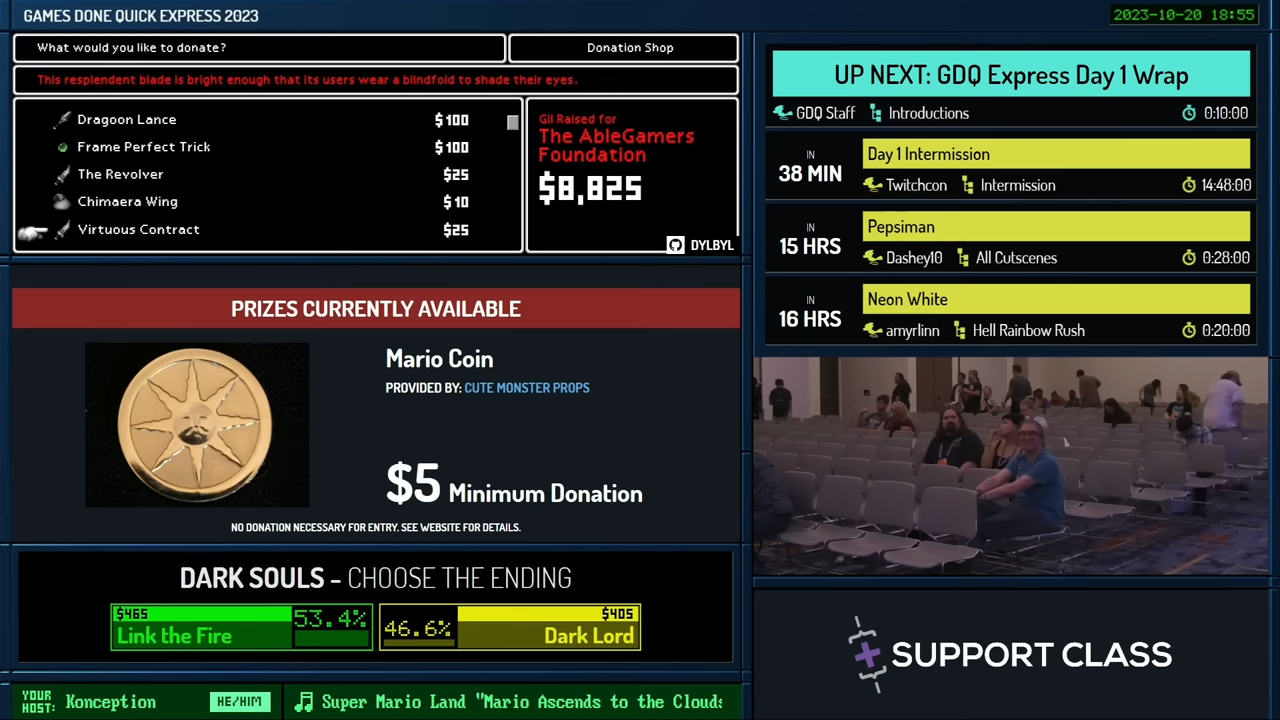 GAMES DONE QUICK EXPRESS 2023
2023-10-20 18:55
What would you like to donate?
Donation Shop
This resplendent blade is bright enough that its users wear a blindfold to shade their eyes.
Dragoon Lance $100
Frame Perfect Trick $100
The Revolver $25
Chimaera Wing $10
Virtuous Contract $25
Gil Raised for
The AbleGamers
Foundation
$8,825
DYLBYL
UP NEXT: GDQ Express Day 1 Wrap
GDQ Staff Introductions 0:10:00
IN
38 MIN
Day 1 Intermission
Twitchcon Intermission 14:48:00
IN
15 HRS
Pepsiman
Dashey10 All Cutscenes 0:28:00
IN
16 HRS
Neon White
amyrlinn Hell Rainbow Rush 0:20:00
PRIZES CURRENTLY AVAILABLE
Mario Coin
PROVIDED BY: CUTE MONSTER PROPS
$5 Minimum Donation
NO DONATION NECESSARY FOR ENTRY. SEE WEBSITE FOR DETAILS.
DARK SOULS - CHOOSE THE ENDING
$465
53.4%
Link the Fire
46.6%
$405
Dark Lord
SUPPORT CLASS
YOUR
HOST:
Konception
HE/HIM
Super Mario Land "Mario Ascends to the Clouds